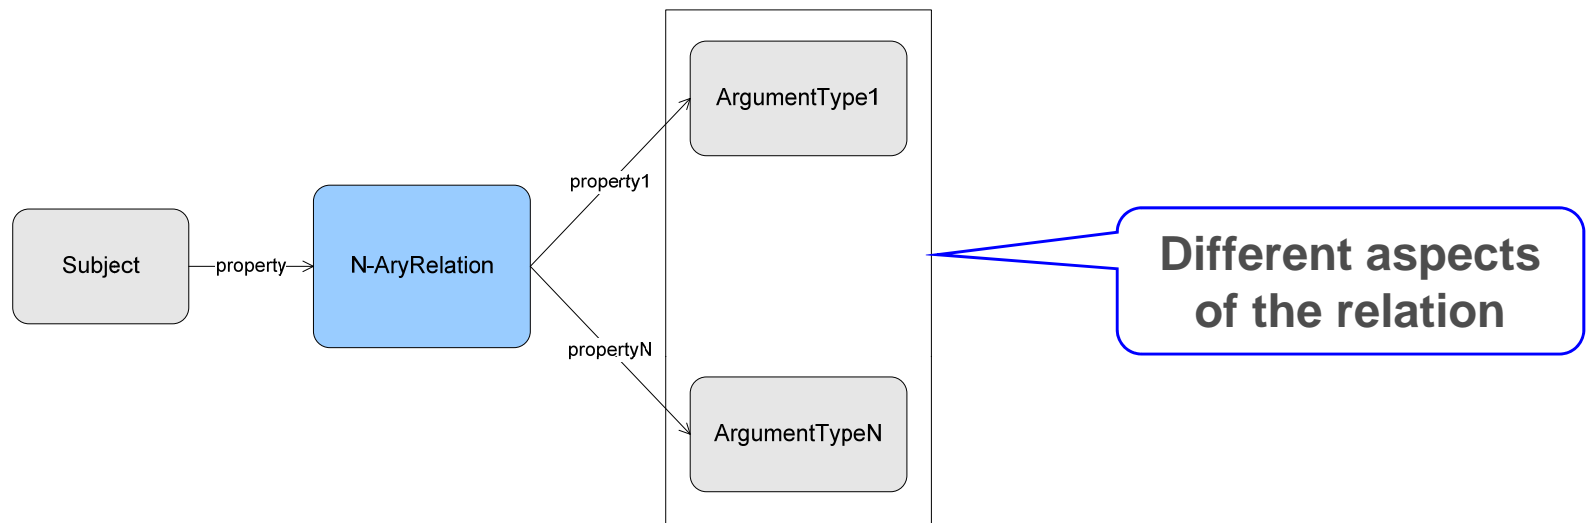 ArgumentType1
property1
Subject
property
N-AryRelation
Different aspects
of the relation
propertyN
ArgumentTypeN